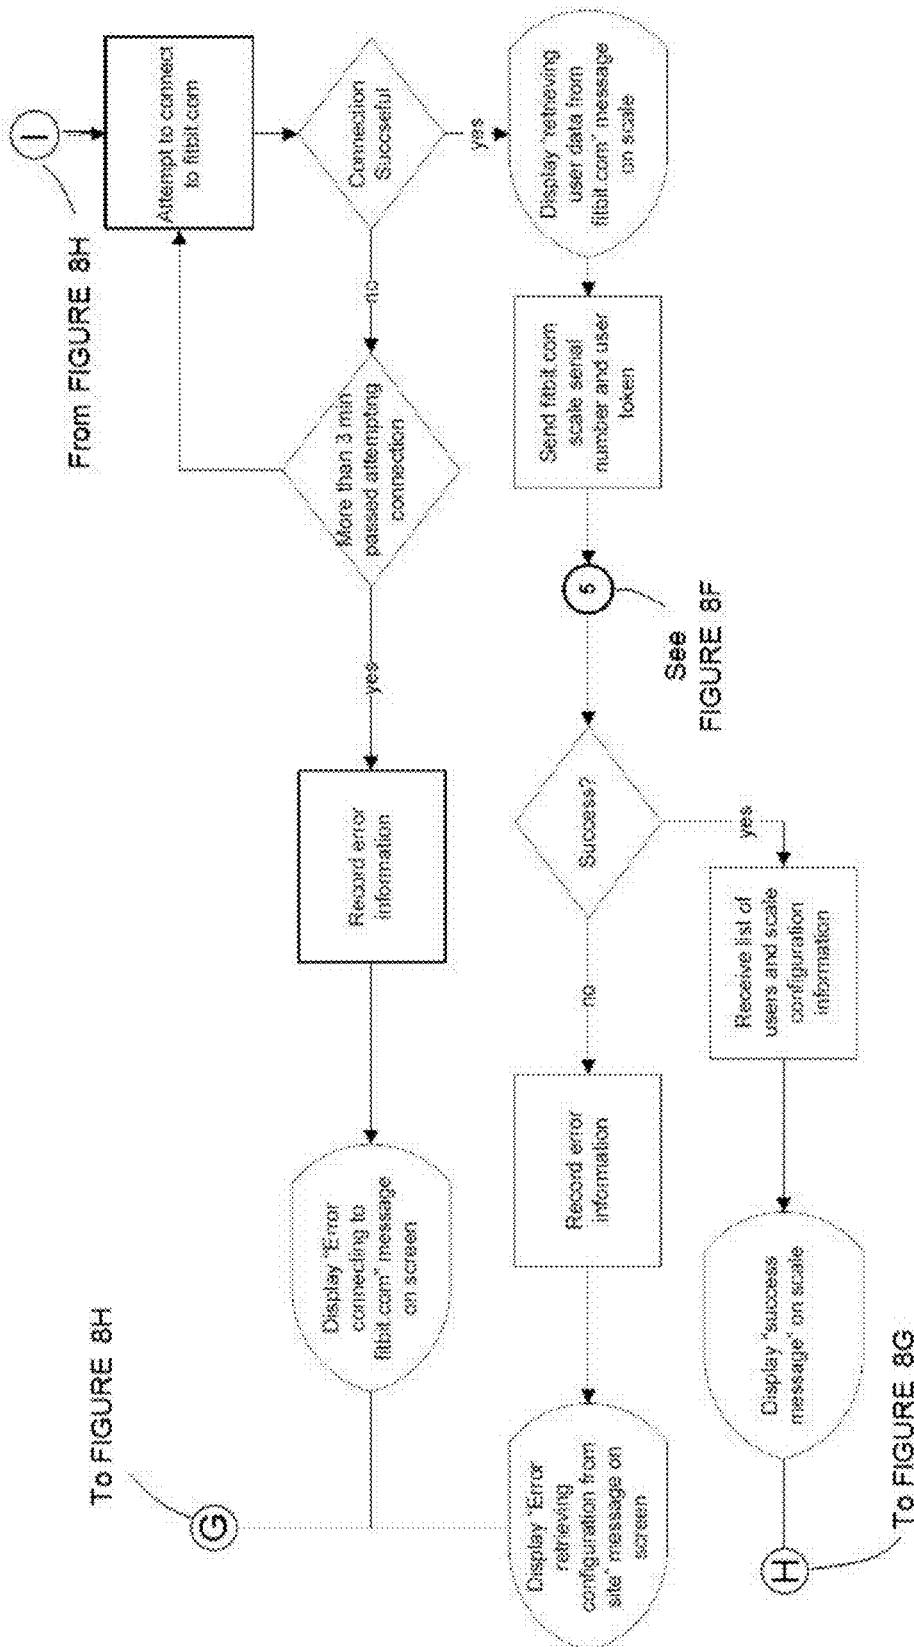 From FIGURE 8H
I
Attempt to connect
to fitbit.com
Connection
Succseful
no
yes
More than 3 min
passed attempting
connection
yes
Record error
information
Display "Error
connecting to
fitbit.com" message
on screen
To FIGURE 8H
G
Display 'retrieving
user data from
fitbit.com' message
on scale
Send fitbit.com
scale serial
number and user
token
5
See
FIGURE 8F
Success?
no
yes
Record error
information
Display 'Error
retrieving
configuration from
site' message on
screen
Receive list of
users and scale
configuration
information
Display 'success
message' on scale
H
To FIGURE 8G